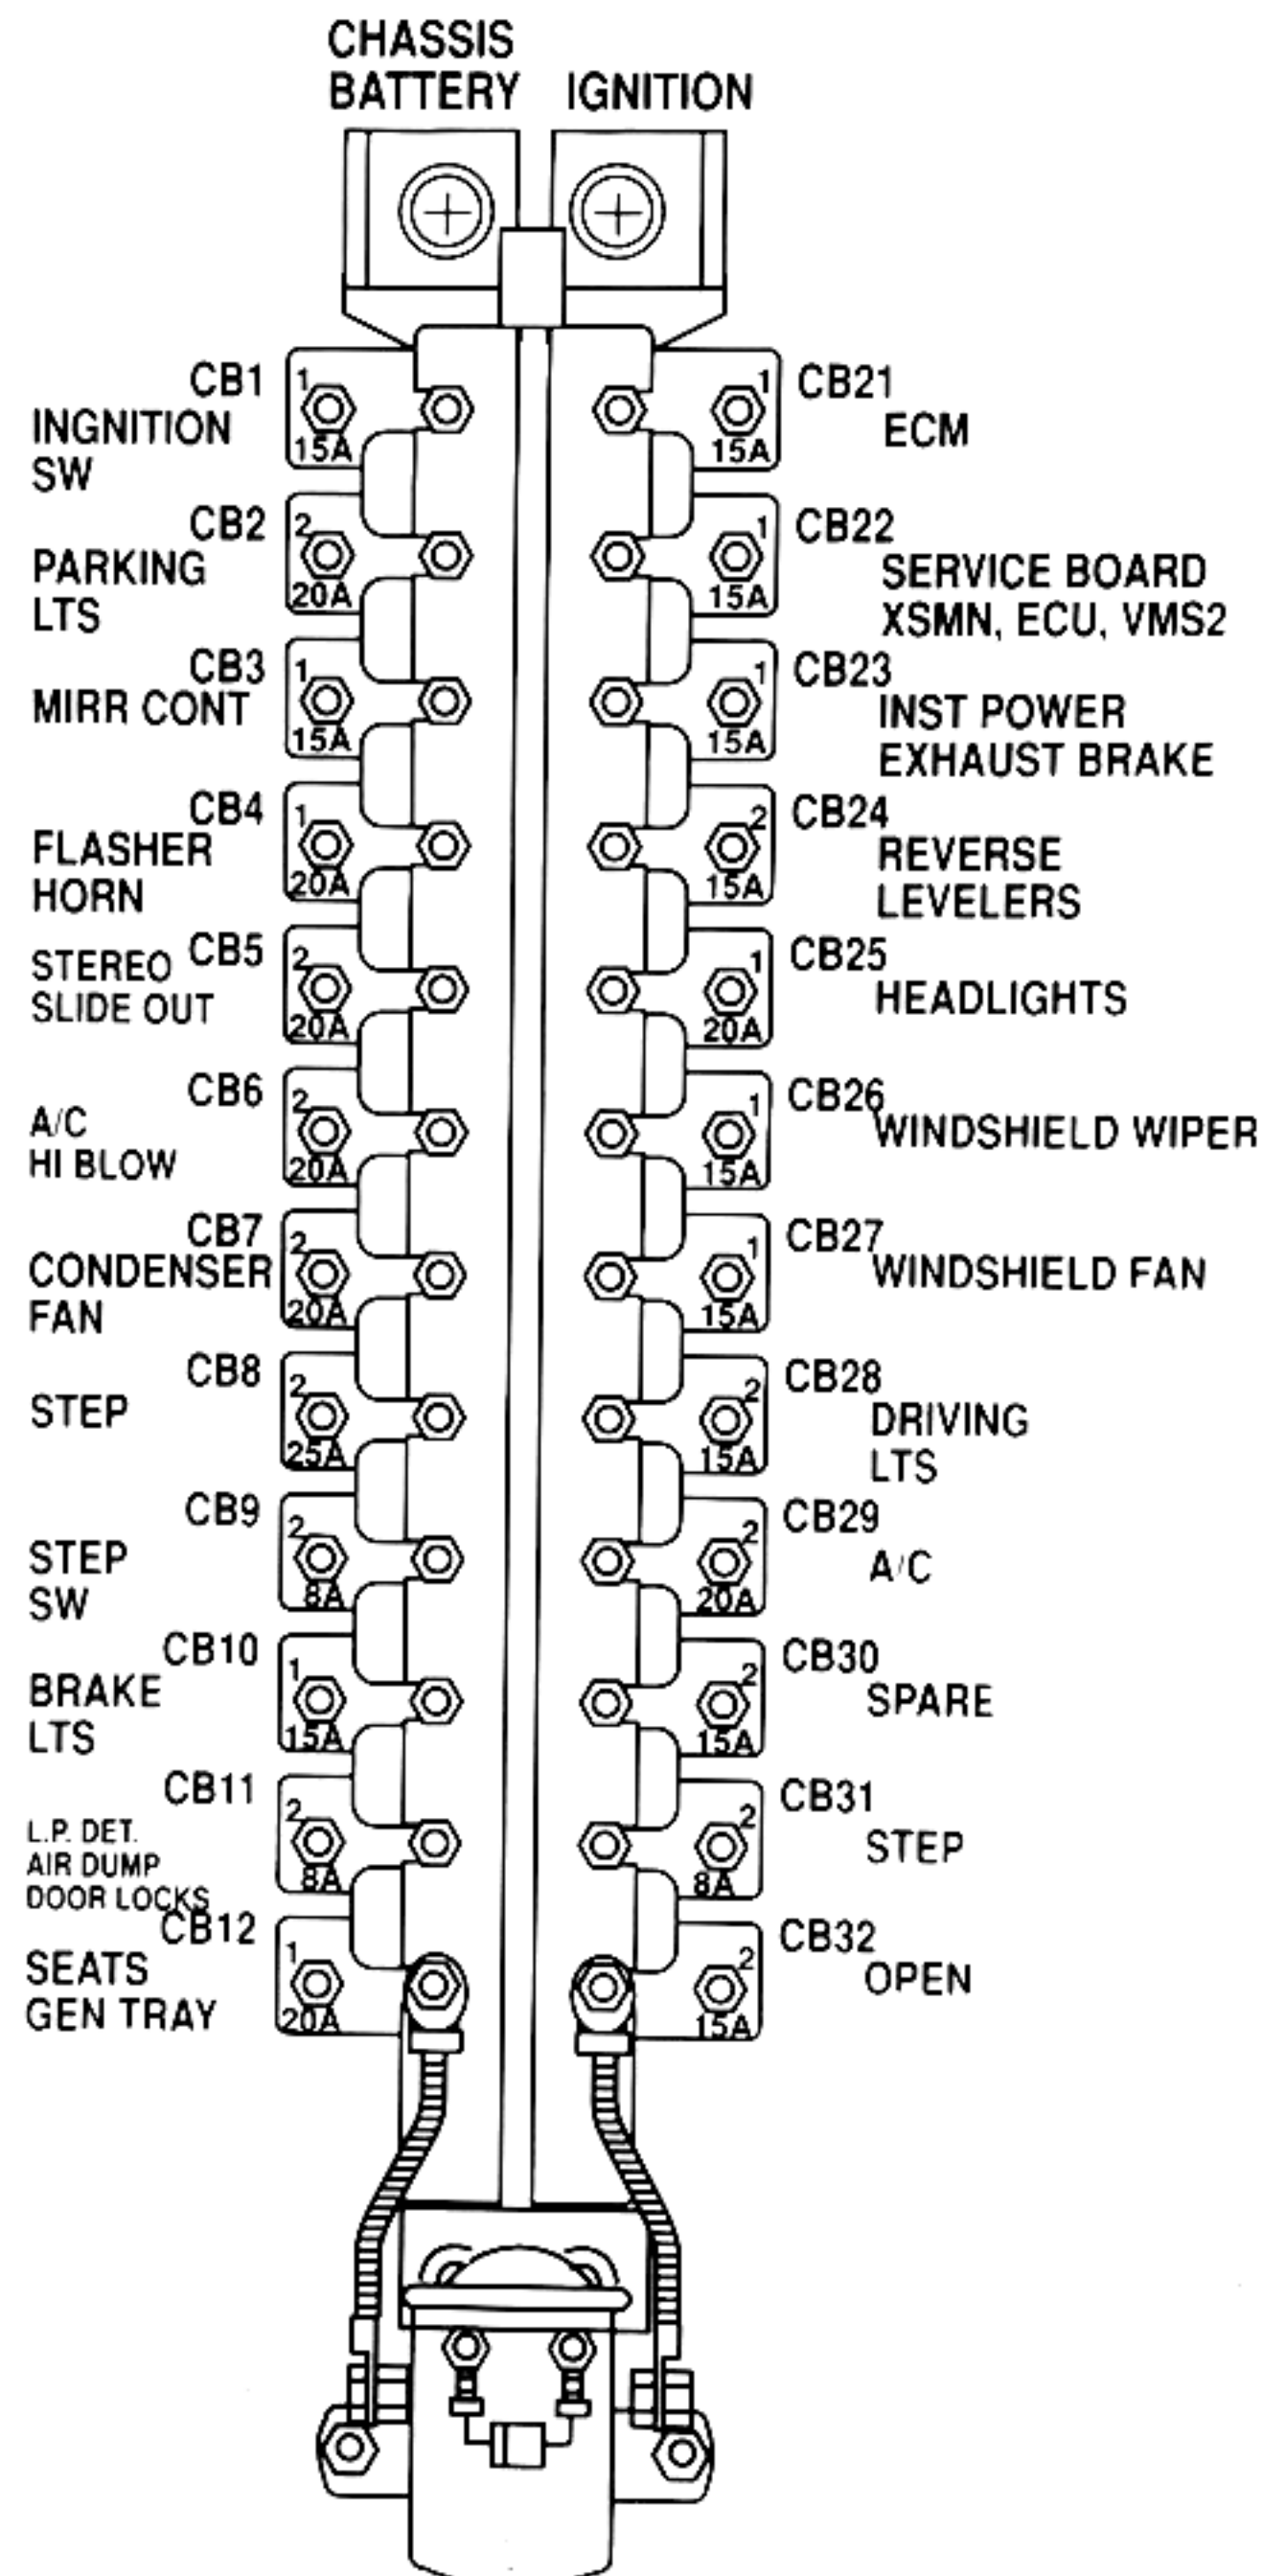 CHASSIS
BATTERY
IGNITION
CB1
1
15A
INGNITION
SW
CB2
2
20A
PARKING
LTS
CB3
1
15A
MIRR CONT
CB4
1
20A
FLASHER
HORN
CB5
2
20A
STEREO
SLIDE OUT
CB6
2
20A
A/C
HI BLOW
CB7
2
20A
CONDENSER
FAN
CB8
2
25A
STEP
CB9
2
8A
STEP
SW
CB10
1
15A
BRAKE
LTS
CB11
2
8A
L.P. DET.
AIR DUMP
DOOR LOCKS
CB12
1
20A
SEATS
GEN TRAY
1
CB21
15A
ECM
1
CB22
15A
SERVICE BOARD
XSMN, ECU, VMS2
1
CB23
15A
INST POWER
EXHAUST BRAKE
2
CB24
15A
REVERSE
LEVELERS
1
CB25
20A
HEADLIGHTS
1
CB26
15A
WINDSHIELD WIPER
1
CB27
15A
WINDSHIELD FAN
2
CB28
15A
DRIVING
LTS
2
CB29
20A
A/C
2
CB30
15A
SPARE
2
CB31
8A
STEP
2
CB32
15A
OPEN